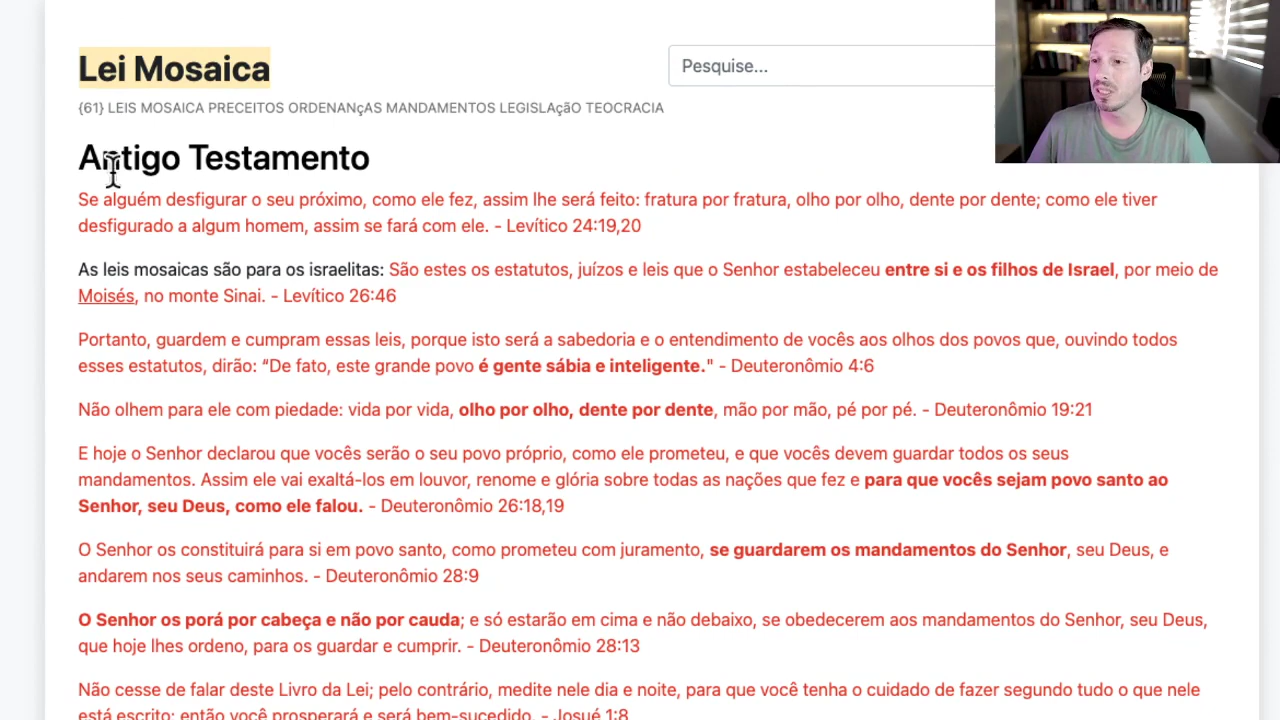 Lei Mosaica
Pesquise...
{61} LEIS MOSAICA PRECEITOS ORDENANçAS MANDAMENTOS LEGISLAçãO TEOCRACIA
Antigo Testamento
Se alguém desfigurar o seu próximo, como ele fez, assim lhe será feito: fratura por fratura, olho por olho, dente por dente; como ele tiver
desfigurado a algum homem, assim se fará com ele. - Levítico 24:19,20
As leis mosaicas são para os israelitas: São estes os estatutos, juízos e leis que o Senhor estabeleceu entre si e os filhos de Israel, por meio de
Moisés, no monte Sinai. - Levítico 26:46
Portanto, guardem e cumpram essas leis, porque isto será a sabedoria e o entendimento de vocês aos olhos dos povos que, ouvindo todos
esses estatutos, dirão: “De fato, este grande povo é gente sábia e inteligente." - Deuteronômio 4:6
Não olhem para ele com piedade: vida por vida, olho por olho, dente por dente, mão por mão, pé por pé. - Deuteronômio 19:21
E hoje o Senhor declarou que vocês serão o seu povo próprio, como ele prometeu, e que vocês devem guardar todos os seus
mandamentos. Assim ele vai exaltá-los em louvor, renome e glória sobre todas as nações que fez e para que vocês sejam povo santo ao
Senhor, seu Deus, como ele falou. - Deuteronômio 26:18,19
O Senhor os constituirá para si em povo santo, como prometeu com juramento, se guardarem os mandamentos do Senhor, seu Deus, e
andarem nos seus caminhos. - Deuteronômio 28:9
O Senhor os porá por cabeça e não por cauda; e só estarão em cima e não debaixo, se obedecerem aos mandamentos do Senhor, seu Deus,
que hoje lhes ordeno, para os guardar e cumprir. - Deuteronômio 28:13
Não cesse de falar deste Livro da Lei; pelo contrário, medite nele dia e noite, para que você tenha o cuidado de fazer segundo tudo o que nele
está escrito; então você prosperará e será bem-sucedido. - Josué 1:8